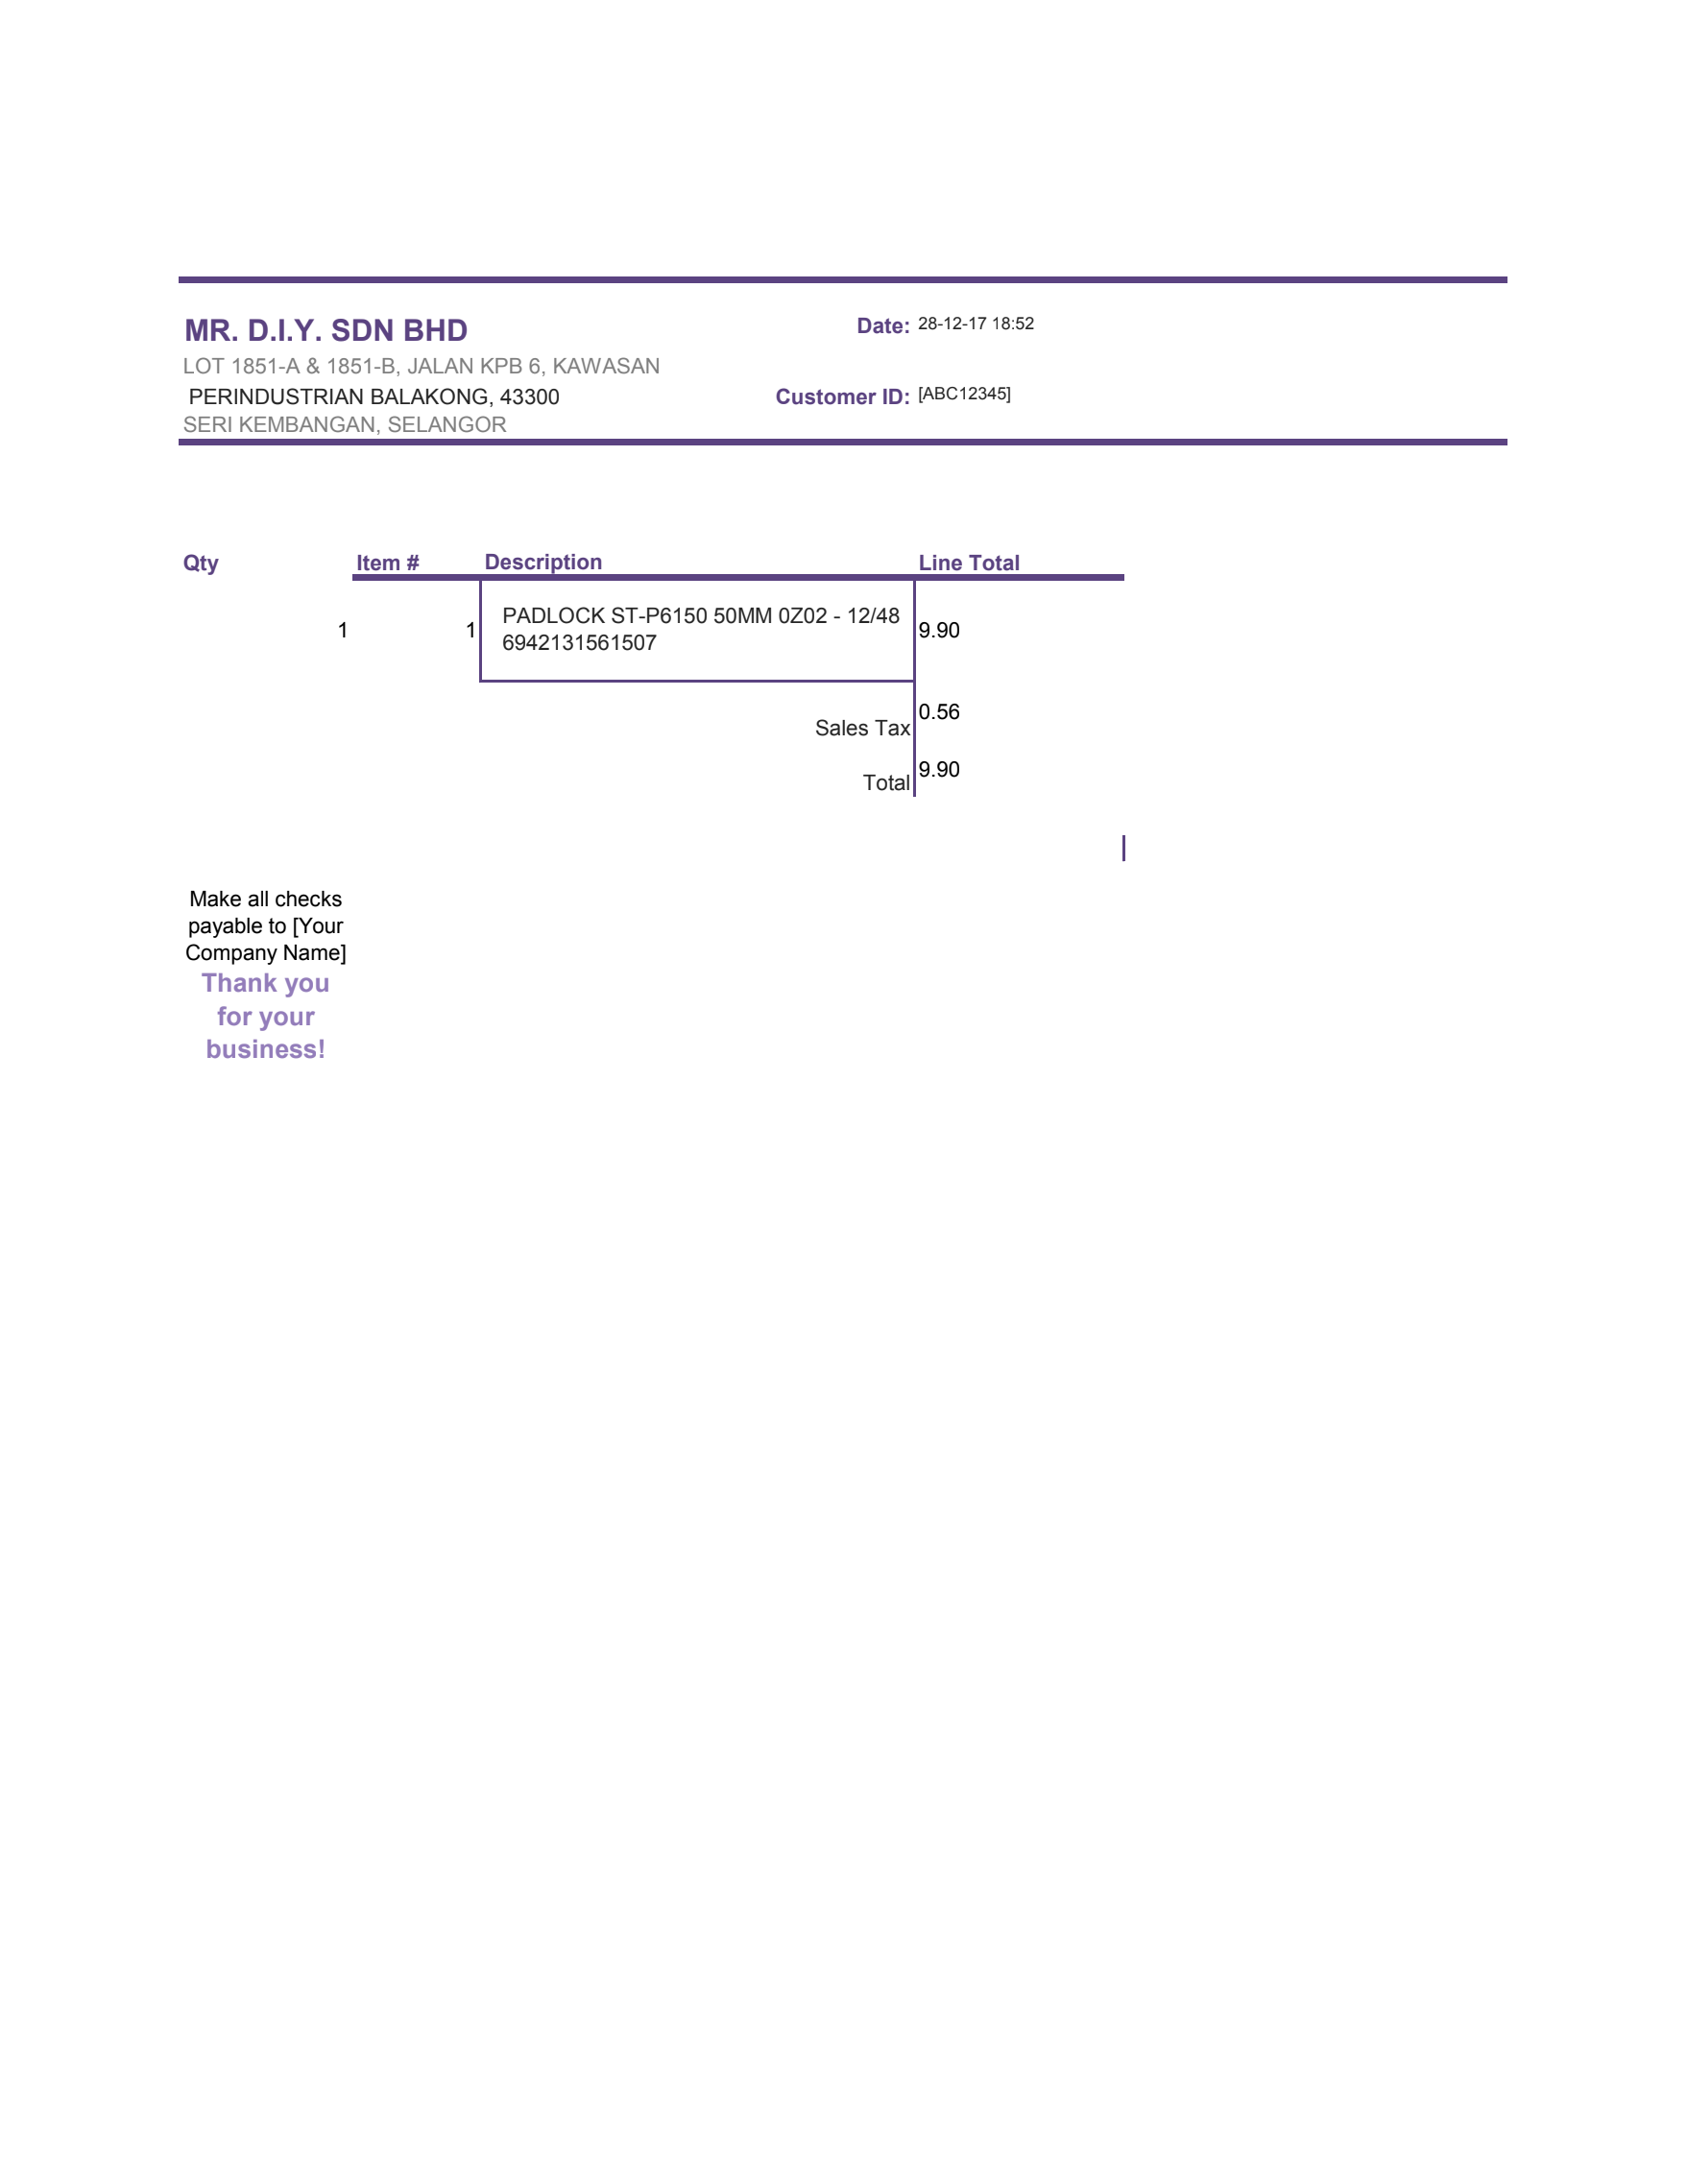 MR. D.I.Y. SDN BHD
Date: 28-12-17 18:52
LOT 1851-A & 1851-B, JALAN KPB 6, KAWASAN
PERINDUSTRIAN BALAKONG, 43300
Customer ID: [ABC12345]
SERI KEMBANGAN, SELANGOR
Qty Item # Description Line Total
1 1 PADLOCK ST-P6150 50MM 0Z02 - 12/48
6942131561507 9.90
Sales Tax 0.56
Total 9.90
Make all checks
payable to [Your
Company Name]
Thank you
for your
business!